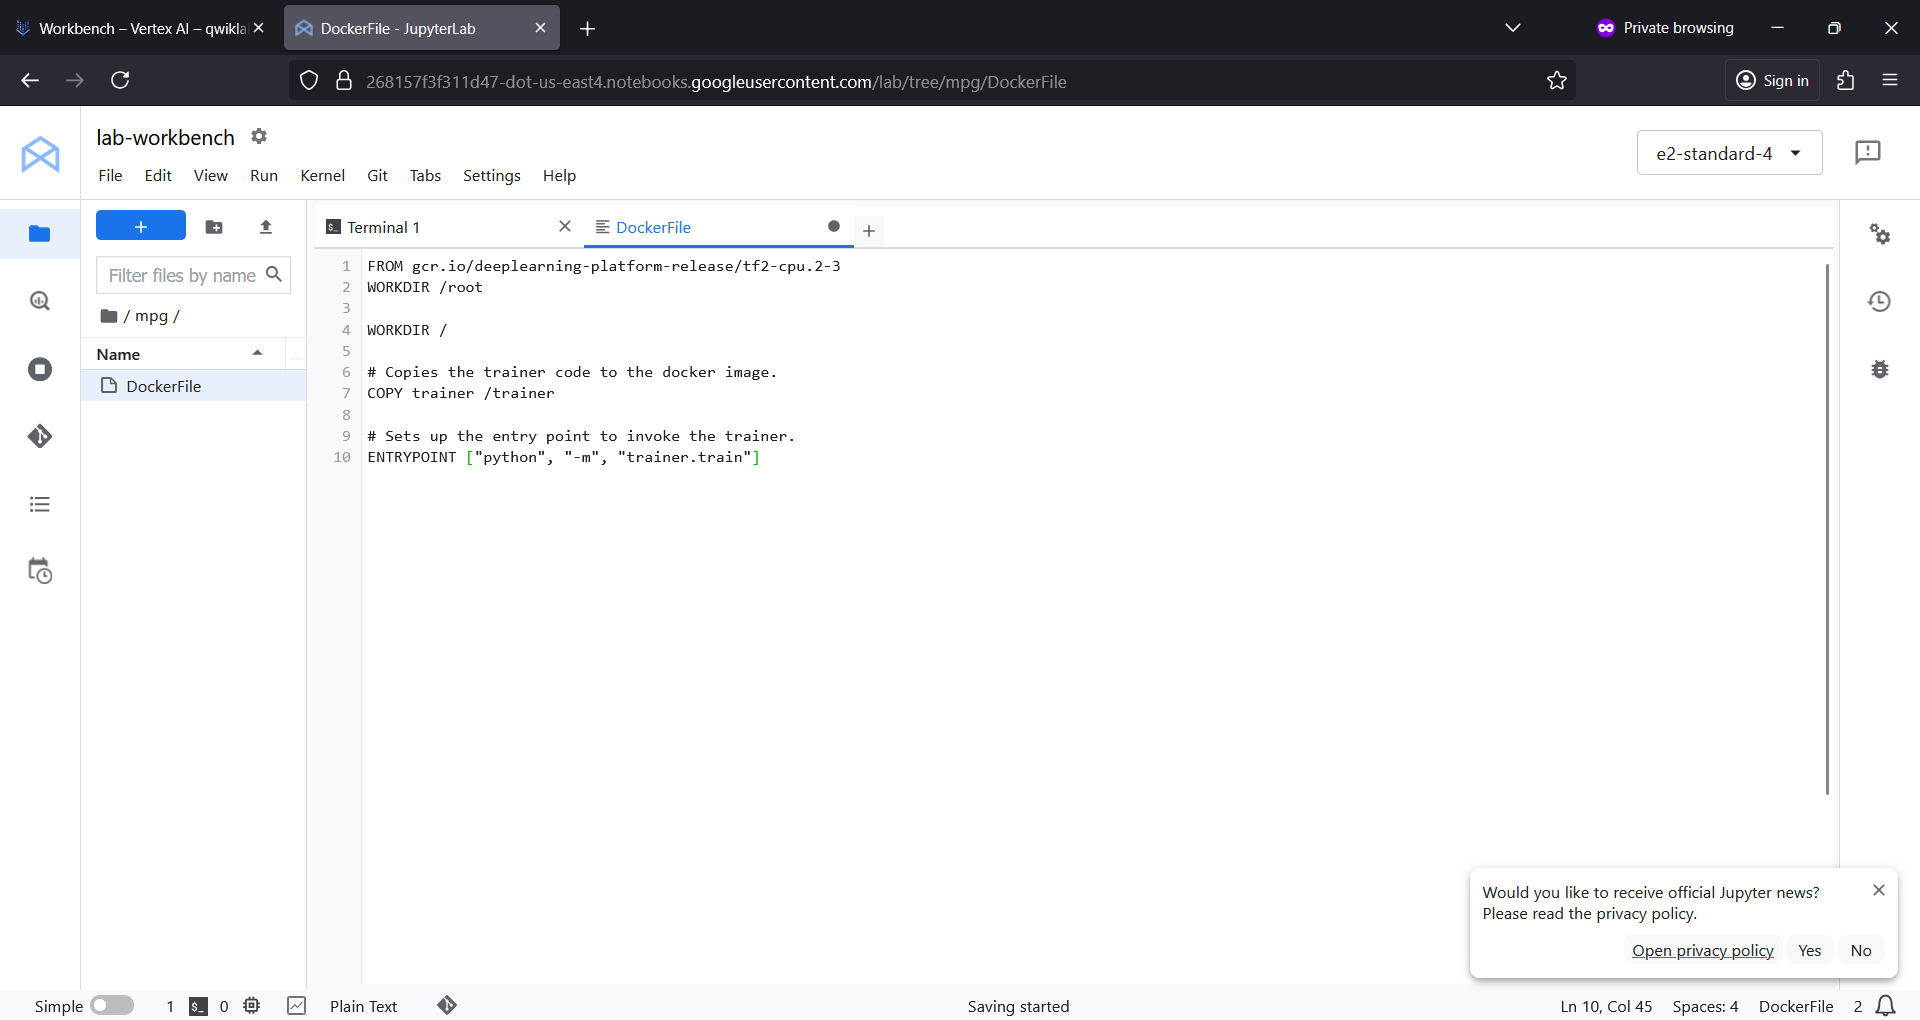 Workbench – Vertex AI – qwikla
DockerFile - JupyterLab
Private browsing
268157f3f311d47-dot-us-east4.notebooks.googleusercontent.com/lab/tree/mpg/DockerFile
Sign in
lab-workbench
e2-standard-4
File Edit View Run Kernel Git Tabs Settings Help
Filter files by name
/ mpg /
Name
DockerFile
Terminal 1
DockerFile
1 FROM gcr.io/deeplearning-platform-release/tf2-cpu.2-3
2 WORKDIR /root
3
4 WORKDIR /
5
6 # Copies the trainer code to the docker image.
7 COPY trainer /trainer
8
9 # Sets up the entry point to invoke the trainer.
10 ENTRYPOINT ["python", "-m", "trainer.train"]
Would you like to receive official Jupyter news?
Please read the privacy policy.
Open privacy policy Yes No
Simple 1 $_ 0 Plain Text Saving started Ln 10, Col 45 Spaces: 4 DockerFile 2